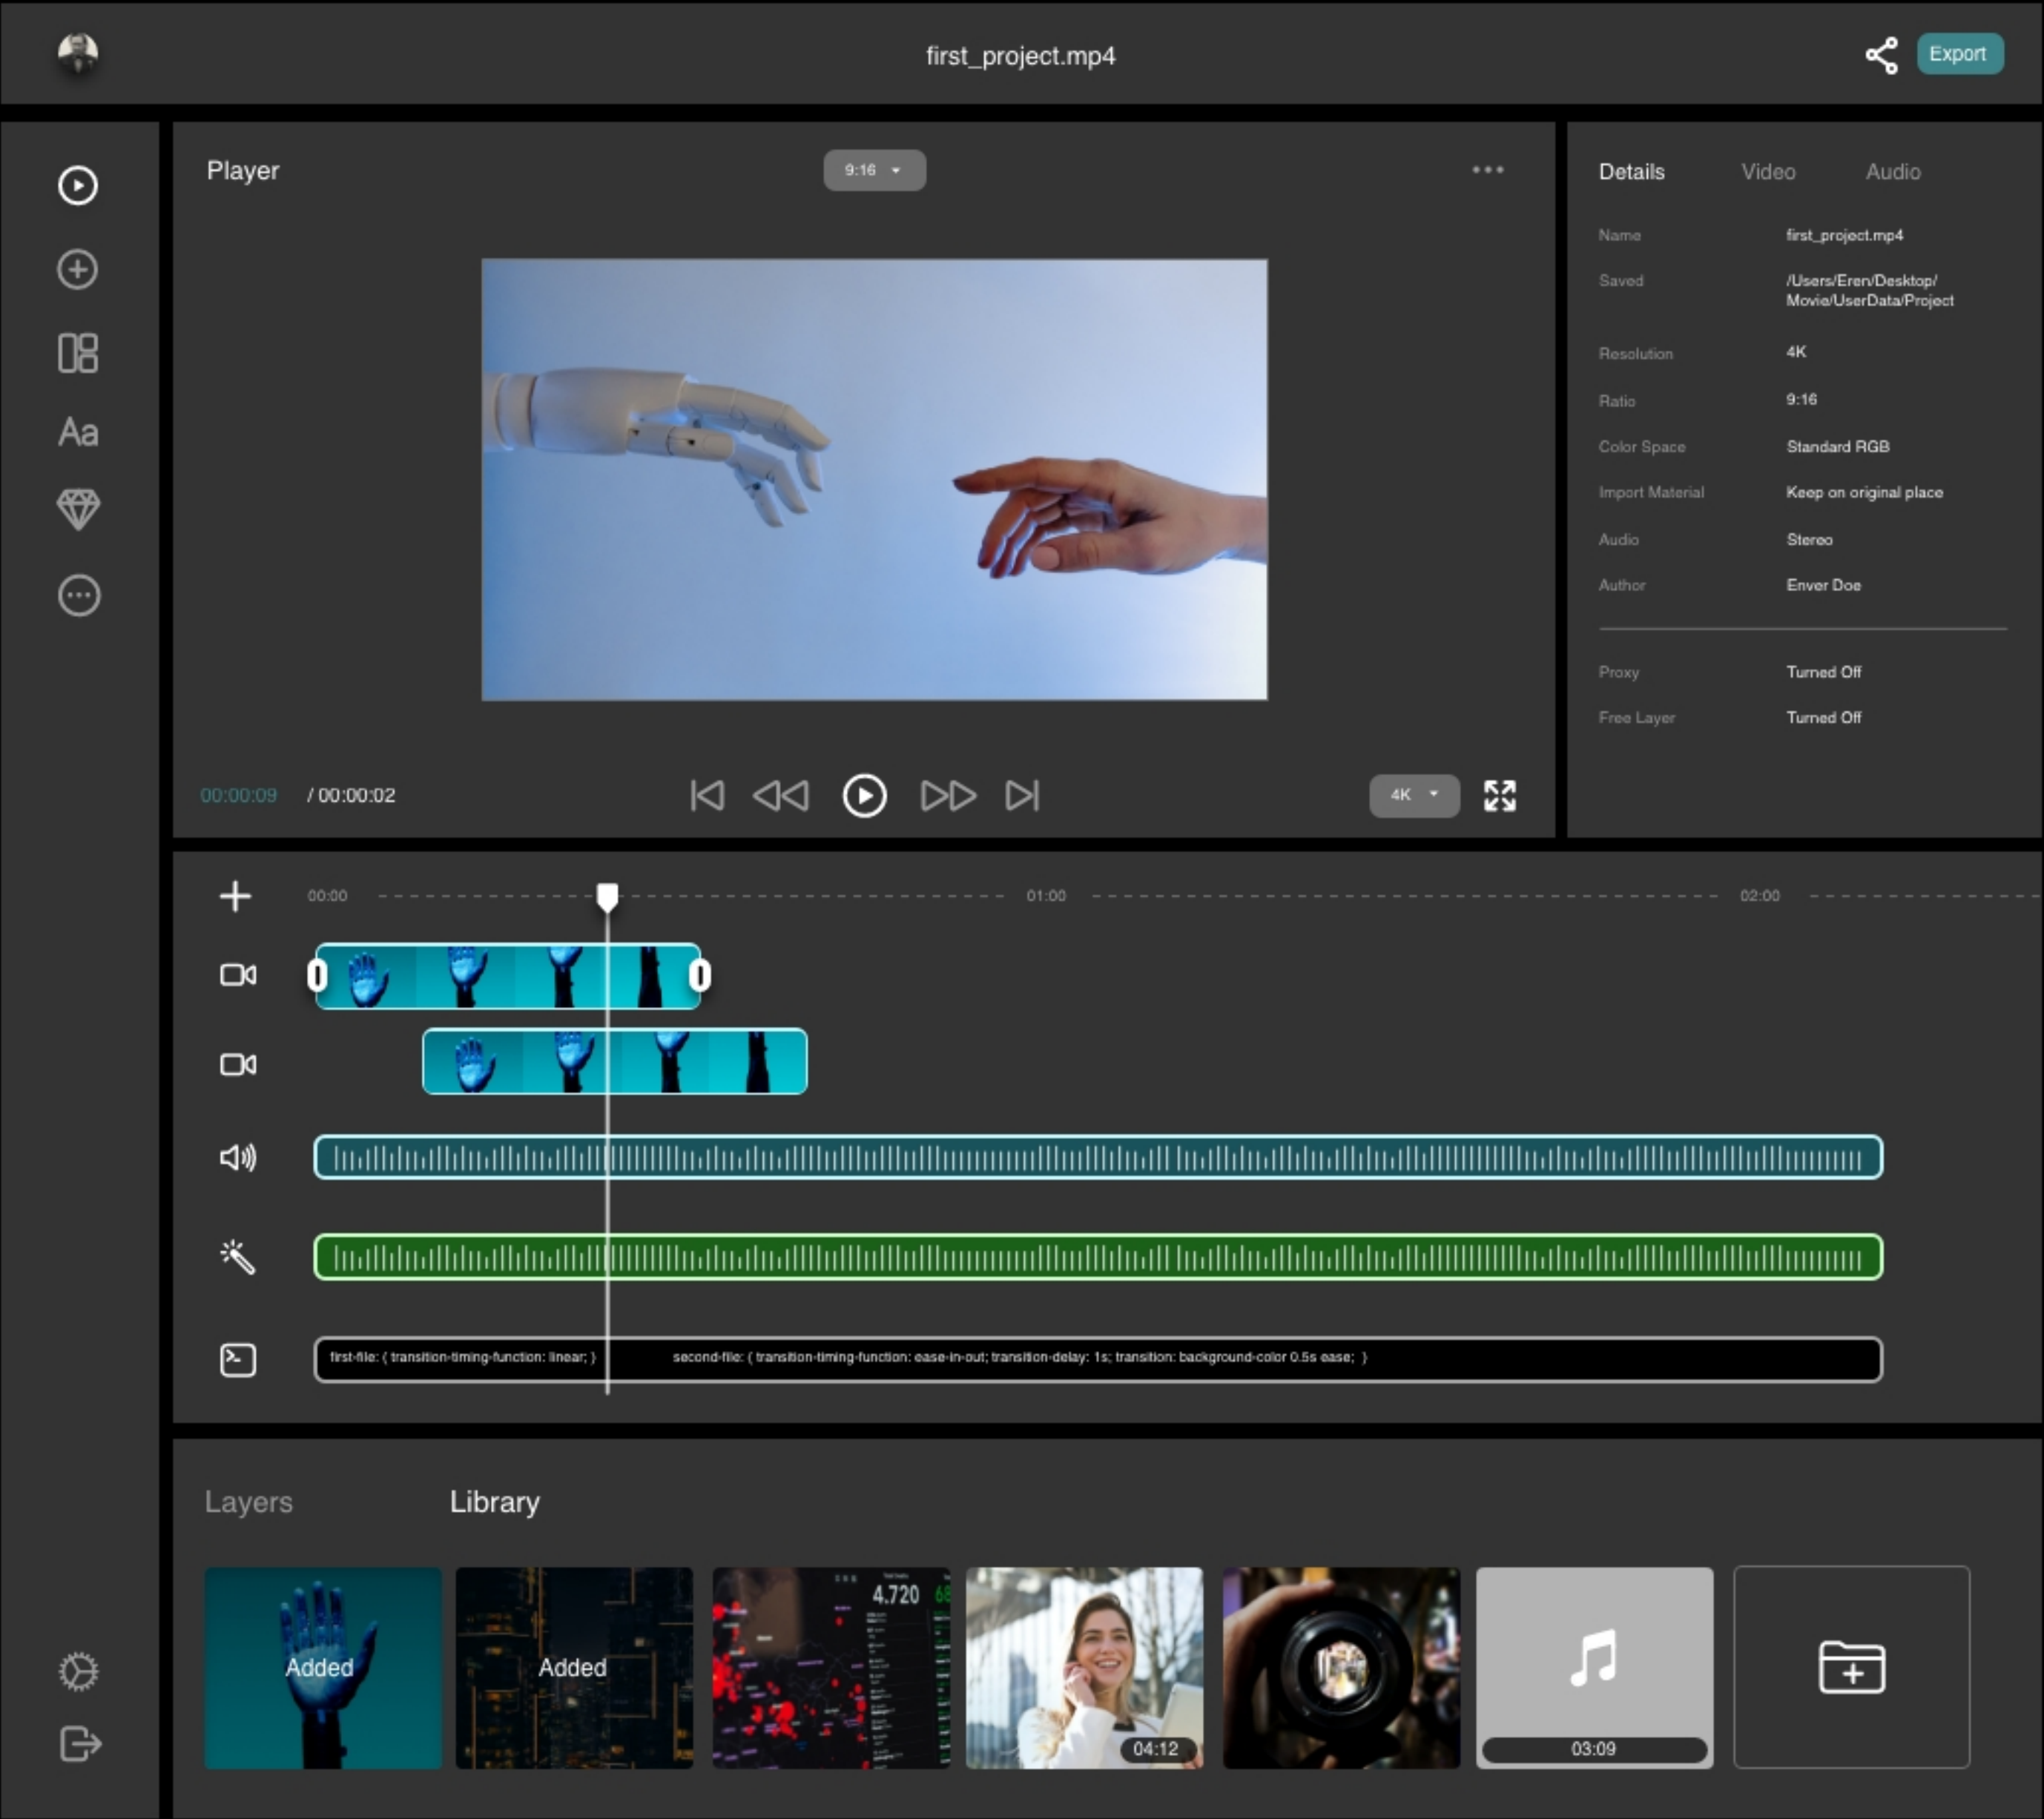 first_project.mp4
Export
Player
9:16
Details Video Audio
Name first_project.mp4
Saved /Users/Eren/Desktop/
Movie/UserData/Project
Resolution 4K
Ratio 9:16
Color Space Standard RGB
Import Material Keep on original place
Audio Stereo
Author Enver Doe
Proxy Turned Off
Free Layer Turned Off
Aa
00:00:09 / 00:00:02
4K
00:00 01:00 02:00
first-file: { transition-timing-function: linear; } second-file: { transition-timing-function: ease-in-out; transition-delay: 1s; transition: background-color 0.5s ease; }
Layers Library
Added
Added
4.720 68
04:12
03:09